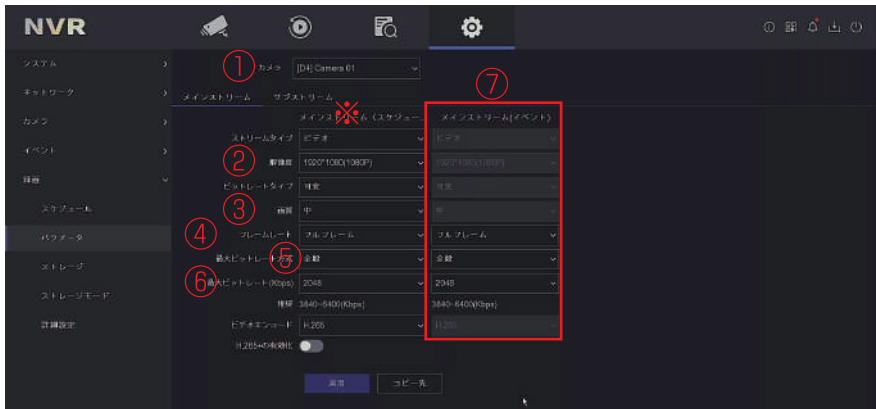 NVR
システム
ネットワーク
カメラ
イベント
録画
スケジュール
パラメータ
ストレージ
ストレージモード
詳細設定
① カメラ [D4] Camera 01
メインストリーム サブストリーム
※ ⑦
メインストリーム (スケジュー... メインストリーム(イベント)
ストリームタイプ ビデオ ビデオ
② 解像度 1920*1080(1080P) 1920*1080(1080P)
ビットレートタイプ 可変 可変
③ 画質 中 中
④ フレームレート フルフレーム フルフレーム
⑤ 最大ビットレート方式 全般 全般
⑥ 最大ビットレート(Kbps) 2048 2048
推奨 3840~6400(Kbps) 3840~6400(Kbps)
ビデオエンコード H.265 H.265
H.265+の有効化
適用 コピー先